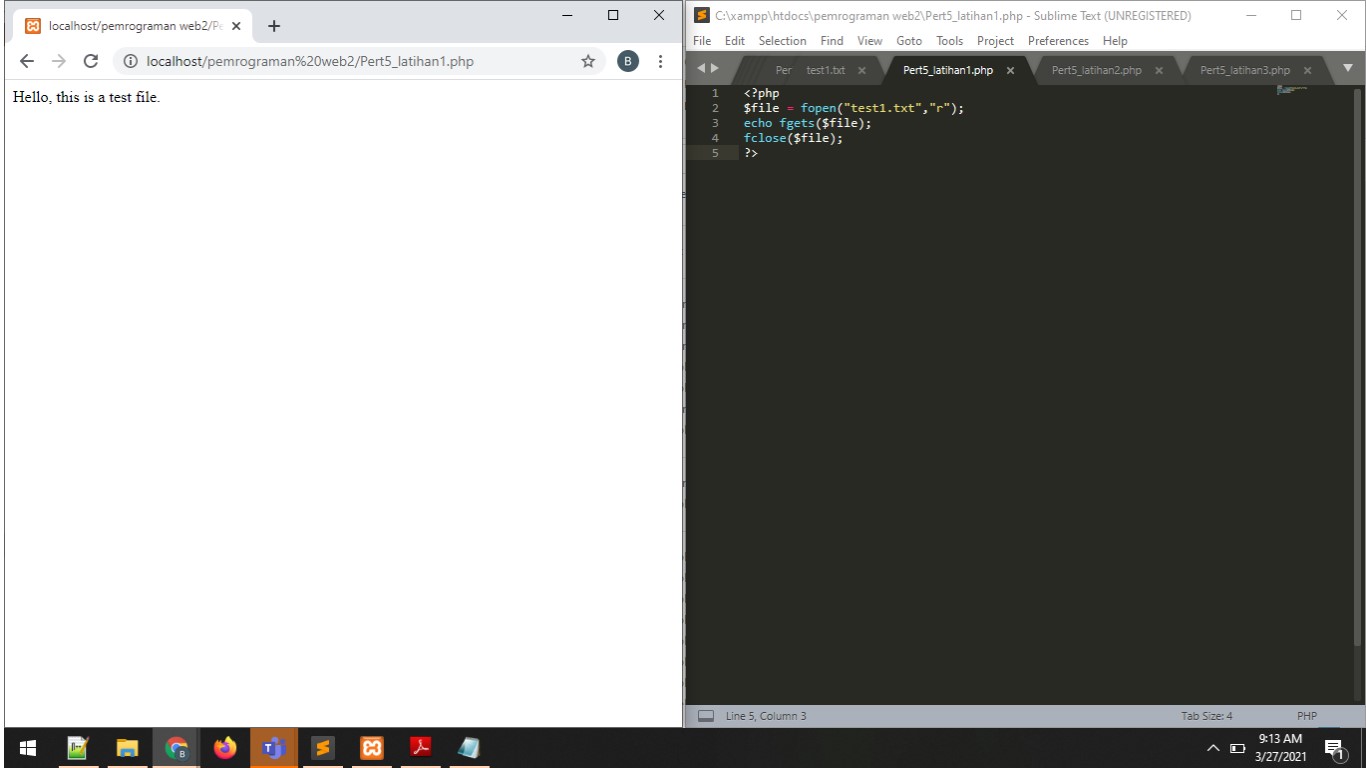 localhost/pemrograman web2/Pe
localhost/pemrograman%20web2/Pert5_latihan1.php
B
Hello, this is a test file.
C:\xampp\htdocs\pemrograman web2\Pert5_latihan1.php - Sublime Text (UNREGISTERED)
File Edit Selection Find View Goto Tools Project Preferences Help
Per test1.txt Pert5_latihan1.php Pert5_latihan2.php Pert5_latihan3.php
1 <?php
2 $file = fopen("test1.txt","r");
3 echo fgets($file);
4 fclose($file);
5 ?>
Line 5, Column 3 Tab Size: 4 PHP
9:13 AM
3/27/2021
1